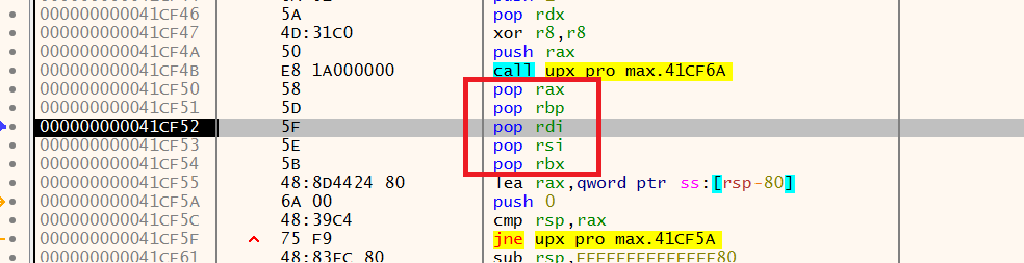 000000000041CF46 5A pop rdx
000000000041CF47 4D:31C0 xor r8,r8
000000000041CF4A 50 push rax
000000000041CF4B E8 1A000000 call upx pro max.41CF6A
000000000041CF50 58 pop rax
000000000041CF51 5D pop rbp
000000000041CF52 5F pop rdi
000000000041CF53 5E pop rsi
000000000041CF54 5B pop rbx
000000000041CF55 48:8D4424 80 lea rax,qword ptr ss:[rsp-80]
000000000041CF5A 6A 00 push 0
000000000041CF5C 48:39C4 cmp rsp,rax
000000000041CF5F 75 F9 jne upx pro max.41CF5A
000000000041CF61 48:83EC 80 sub rsp,FFFFFFFFFFFFFF80